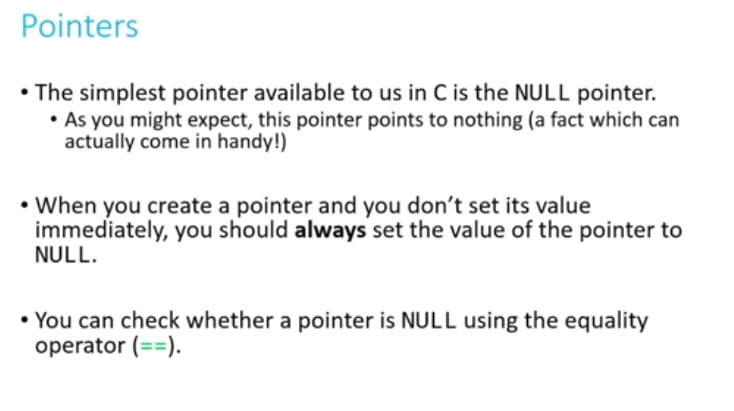 Pointers
• The simplest pointer available to us in C is the NULL pointer.
• As you might expect, this pointer points to nothing (a fact which can
actually come in handy!)
• When you create a pointer and you don’t set its value
immediately, you should always set the value of the pointer to
NULL.
• You can check whether a pointer is NULL using the equality
operator (==).